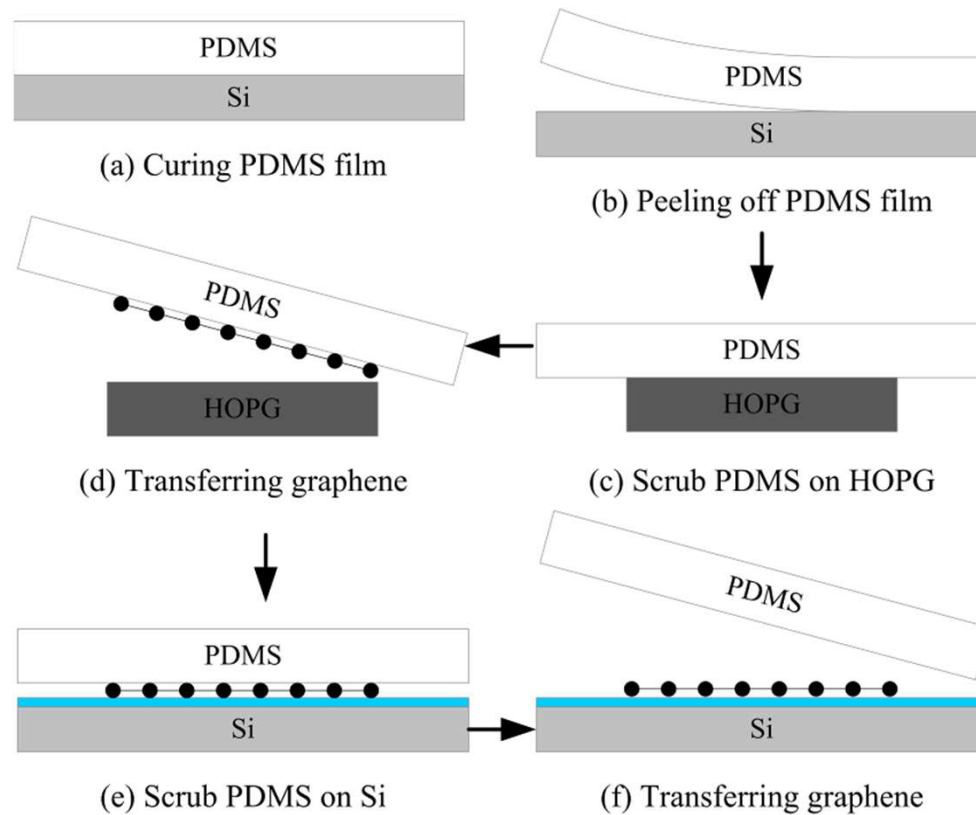 PDMS
Si
(a) Curing PDMS film
PDMS
Si
(b) Peeling off PDMS film
PDMS
HOPG
(c) Scrub PDMS on HOPG
PDMS
HOPG
(d) Transferring graphene
PDMS
Si
(e) Scrub PDMS on Si
PDMS
Si
(f) Transferring graphene